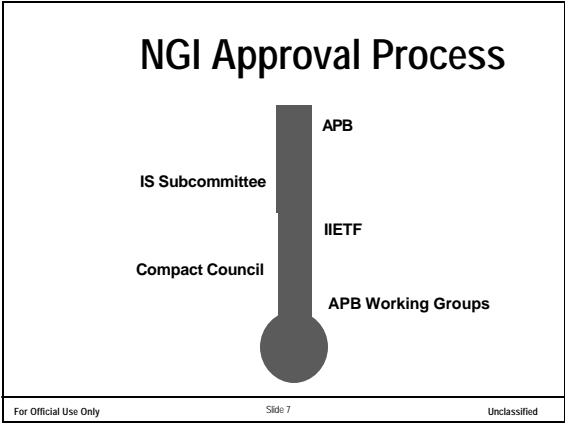 NGI Approval Process
APB
IS Subcommittee
IIETF
Compact Council
APB Working Groups
For Official Use Only
Slide 7
Unclassified